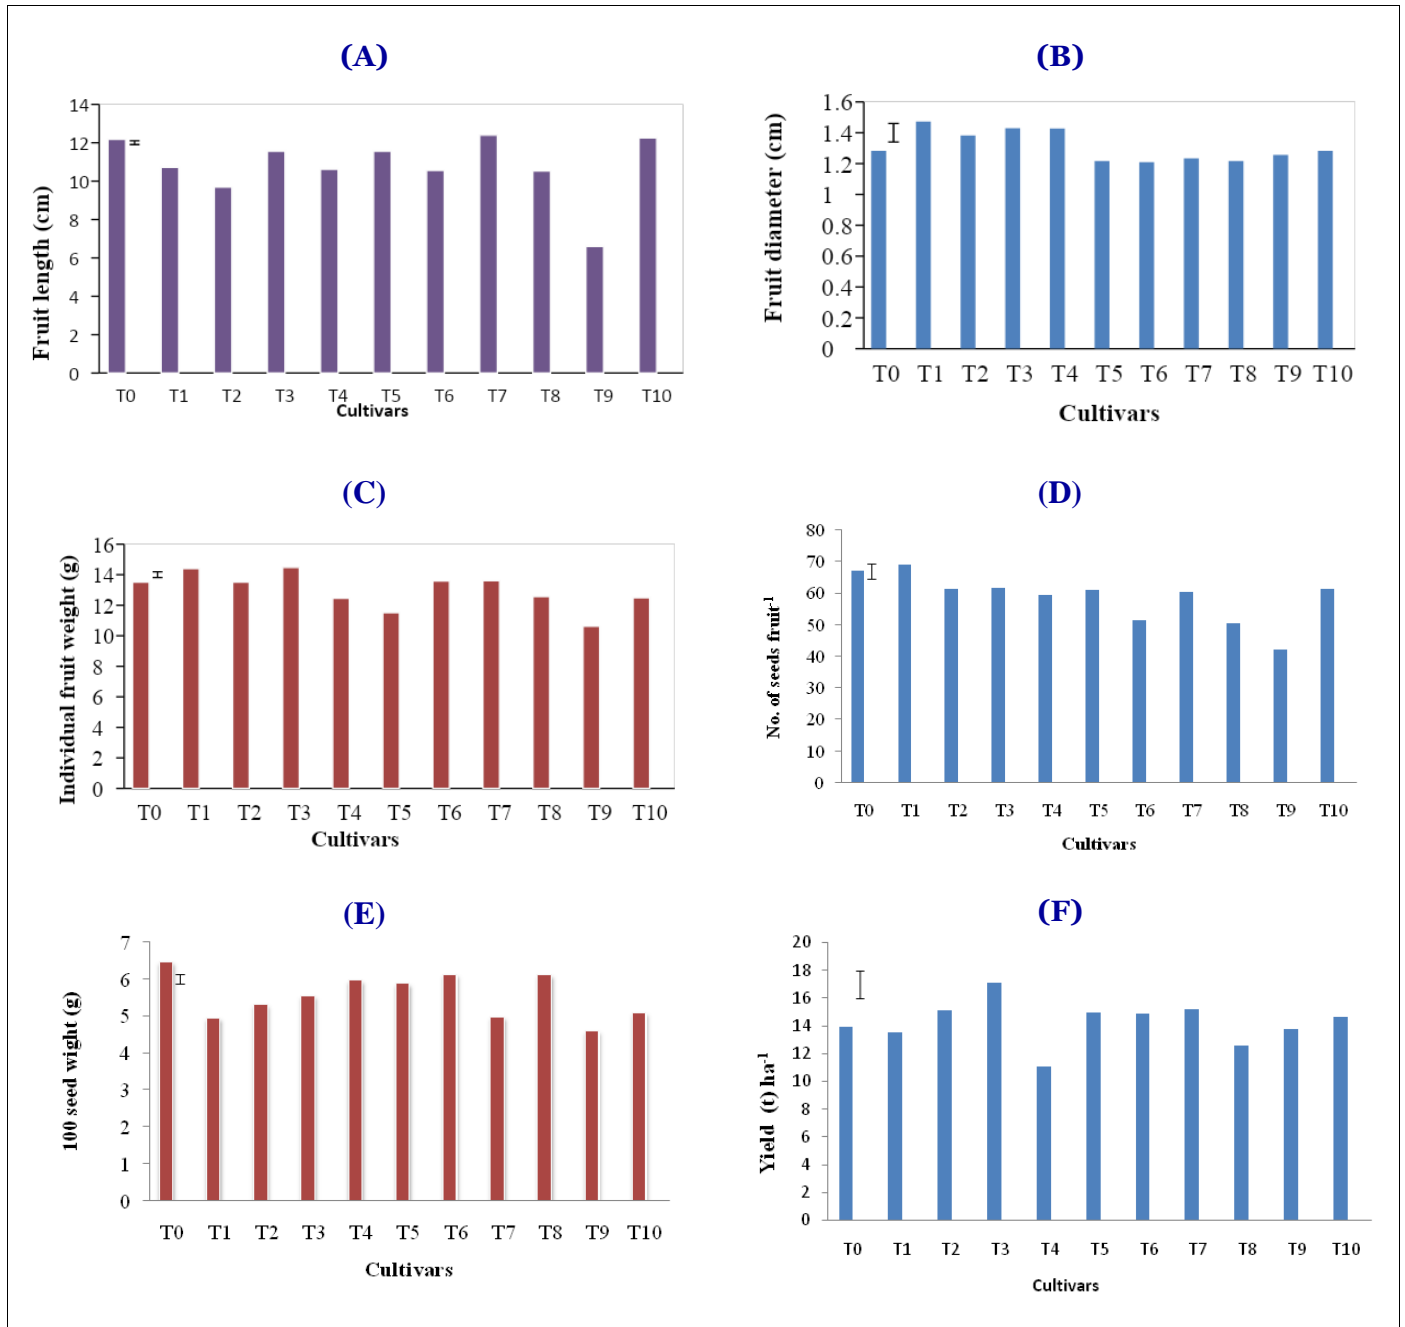 (A)
14
12
10
8
6
4
2
0
Fruit length (cm)
T0 T1 T2 T3 T4 T5 T6 T7 T8 T9 T10
Cultivars
(B)
1.6
1.4
1.2
1
0.8
0.6
0.4
0.2
0
Fruit diameter (cm)
T0 T1 T2 T3 T4 T5 T6 T7 T8 T9 T10
Cultivars
(C)
16
14
12
10
8
6
4
2
0
Individual fruit weight (g)
T0 T1 T2 T3 T4 T5 T6 T7 T8 T9 T10
Cultivars
(D)
80
70
60
50
40
30
20
10
0
No. of seeds fruit-1
T0 T1 T2 T3 T4 T5 T6 T7 T8 T9 T10
Cultivars
(E)
7
6
5
4
3
2
1
0
100 seed wight (g)
T0 T1 T2 T3 T4 T5 T6 T7 T8 T9 T10
Cultivars
(F)
20
18
16
14
12
10
8
6
4
2
0
Yield (t) ha-1
T0 T1 T2 T3 T4 T5 T6 T7 T8 T9 T10
Cultivars